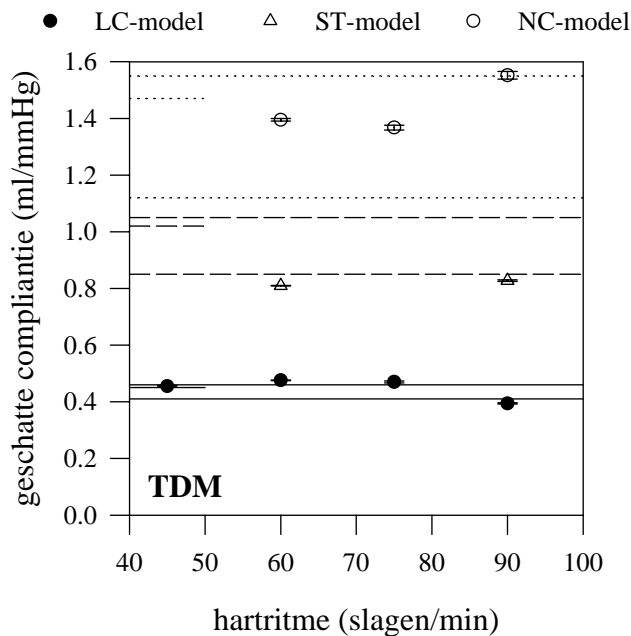 LC-model ST-model NC-model
geschatte compliantie (ml/mmHg)
1.6
1.4
1.2
1.0
0.8
0.6
0.4
0.2
0.0
TDM
40 50 60 70 80 90 100
hartritme (slagen/min)